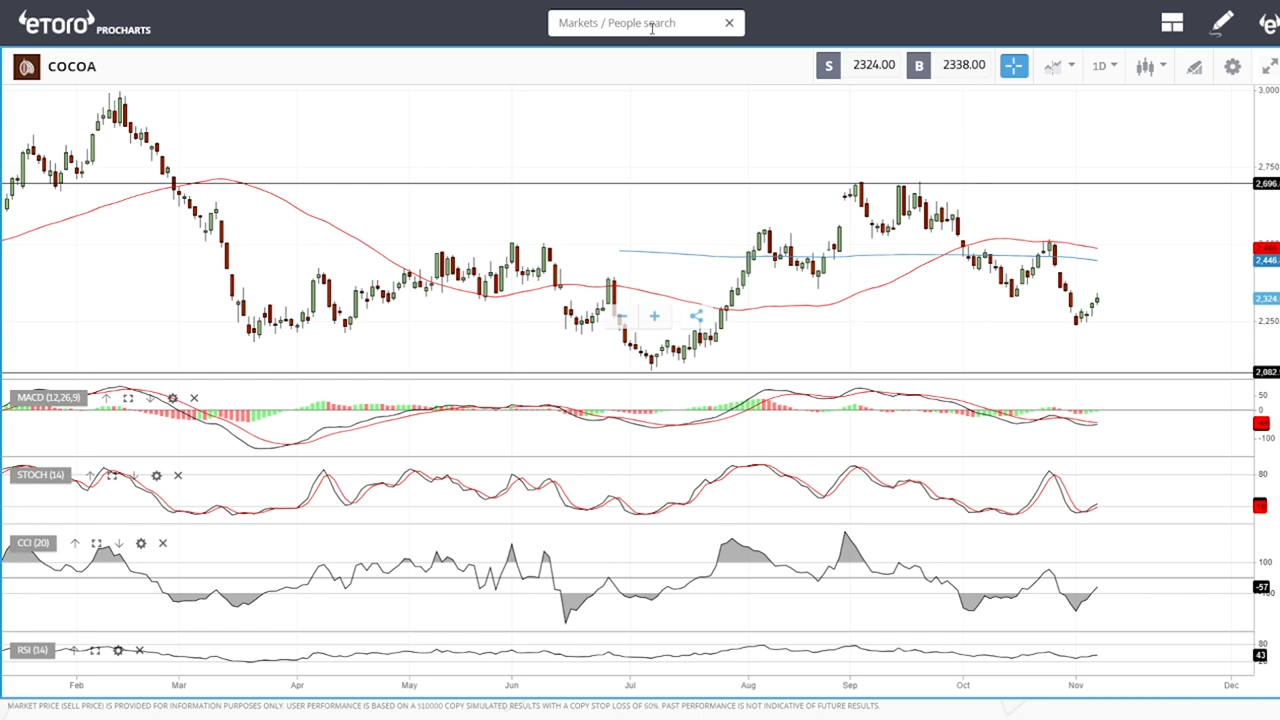 eToro PROCHARTS
Markets / People search
COCOA
S 2324.00 B 2338.00
1D
3,000
2,750
2,696.
2,446.
2,324.
2,250
2,082.
MACD (12,26,9)
50
0
-100
STOCH (14)
80
CCI (20)
100
-57
RSI (14)
80
43
Feb Mar Apr May Jun Jul Aug Sep Oct Nov Dec
MARKET PRICE (SELL PRICE) IS PROVIDED FOR INFORMATION PURPOSES ONLY. USER PERFORMANCE IS BASED ON A $10000 COPY SIMULATED RESULTS WITH A COPY STOP LOSS OF 60%. PAST PERFORMANCE IS NOT INDICATIVE OF FUTURE RESULTS.